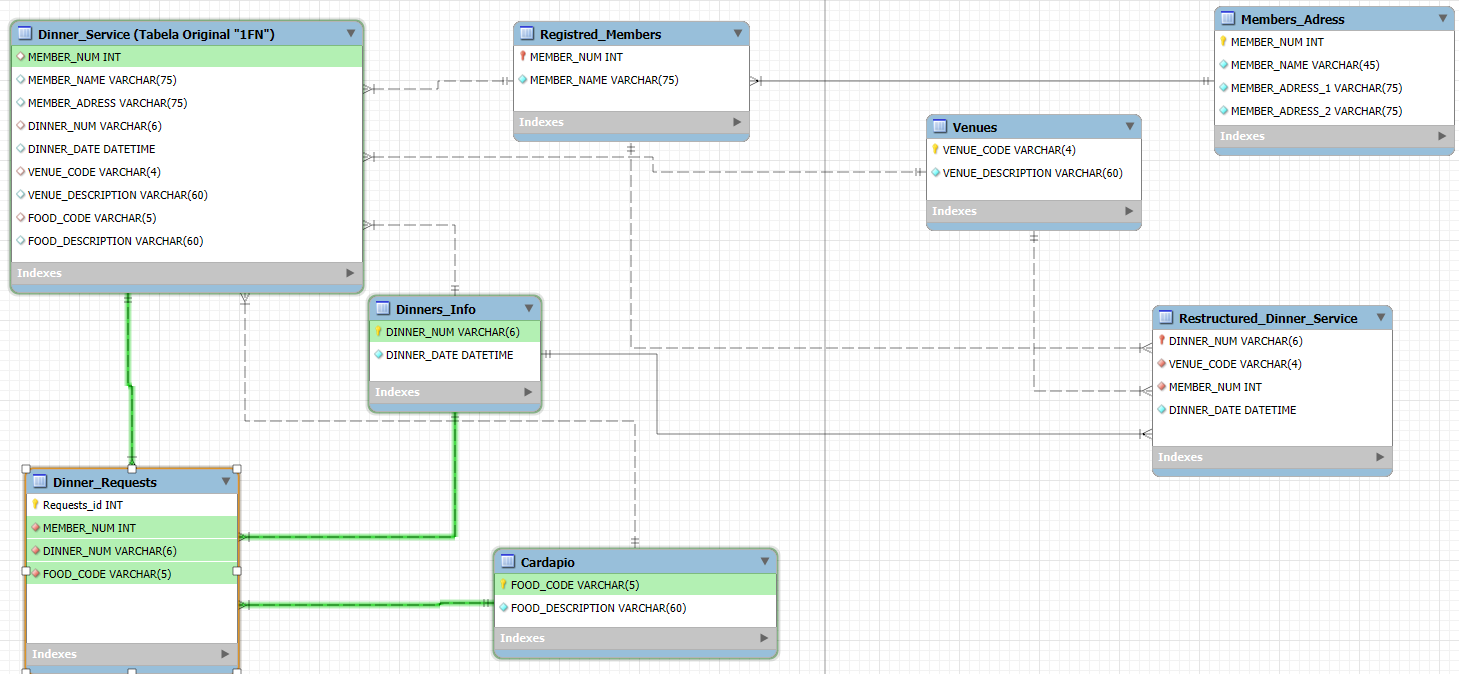 Dinner_Service (Tabela Original "1FN")
MEMBER_NUM INT
MEMBER_NAME VARCHAR(75)
MEMBER_ADRESS VARCHAR(75)
DINNER_NUM VARCHAR(6)
DINNER_DATE DATETIME
VENUE_CODE VARCHAR(4)
VENUE_DESCRIPTION VARCHAR(60)
FOOD_CODE VARCHAR(5)
FOOD_DESCRIPTION VARCHAR(60)
Indexes
Registred_Members
MEMBER_NUM INT
MEMBER_NAME VARCHAR(75)
Indexes
Members_Adress
MEMBER_NUM INT
MEMBER_NAME VARCHAR(45)
MEMBER_ADRESS_1 VARCHAR(75)
MEMBER_ADRESS_2 VARCHAR(75)
Indexes
Venues
VENUE_CODE VARCHAR(4)
VENUE_DESCRIPTION VARCHAR(60)
Indexes
Dinners_Info
DINNER_NUM VARCHAR(6)
DINNER_DATE DATETIME
Indexes
Restructured_Dinner_Service
DINNER_NUM VARCHAR(6)
VENUE_CODE VARCHAR(4)
MEMBER_NUM INT
DINNER_DATE DATETIME
Indexes
Dinner_Requests
Requests_id INT
MEMBER_NUM INT
DINNER_NUM VARCHAR(6)
FOOD_CODE VARCHAR(5)
Indexes
Cardapio
FOOD_CODE VARCHAR(5)
FOOD_DESCRIPTION VARCHAR(60)
Indexes